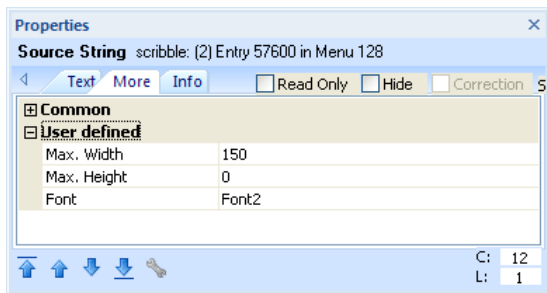 Properties
Source String scribble: (2) Entry 57600 in Menu 128
Text More Info Read Only Hide Correction S
Common
User defined
Max. Width 150
Max. Height 0
Font Font2
C: 12
L: 1